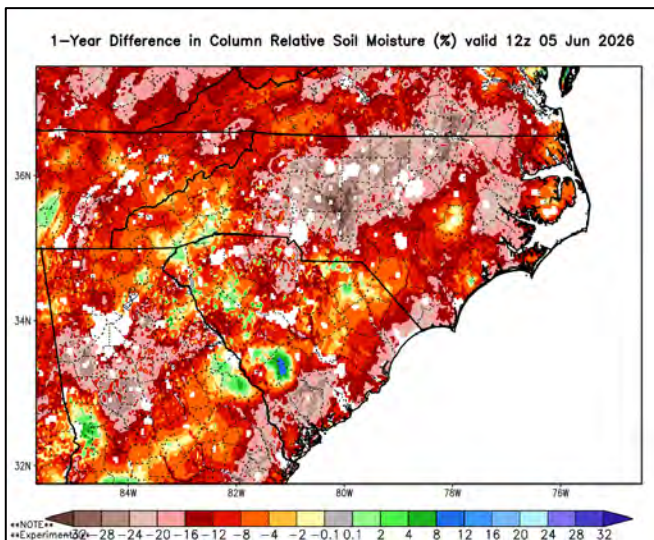 1-Year Difference in Column Relative Soil Moisture (%) valid 12z 05 Jun 2026
36N
34N
32N
84W 82W 80W 78W 76W
**NOTE**
**Experiment
-28 -24 -20 -16 -12 -8 -4 -2 -0.1 0.1 2 4 8 12 16 20 24 28 32